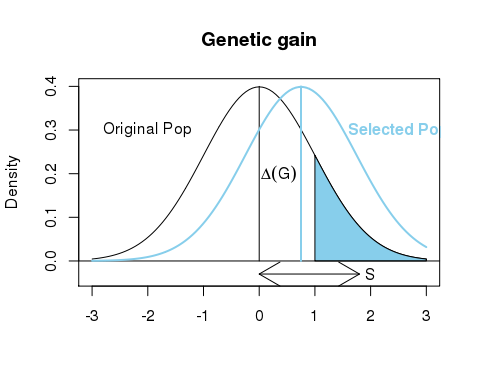 Genetic gain
Original Pop
Selected Po
Δ(G)
S
Density
0.0
0.1
0.2
0.3
0.4
-3
-2
-1
0
1
2
3